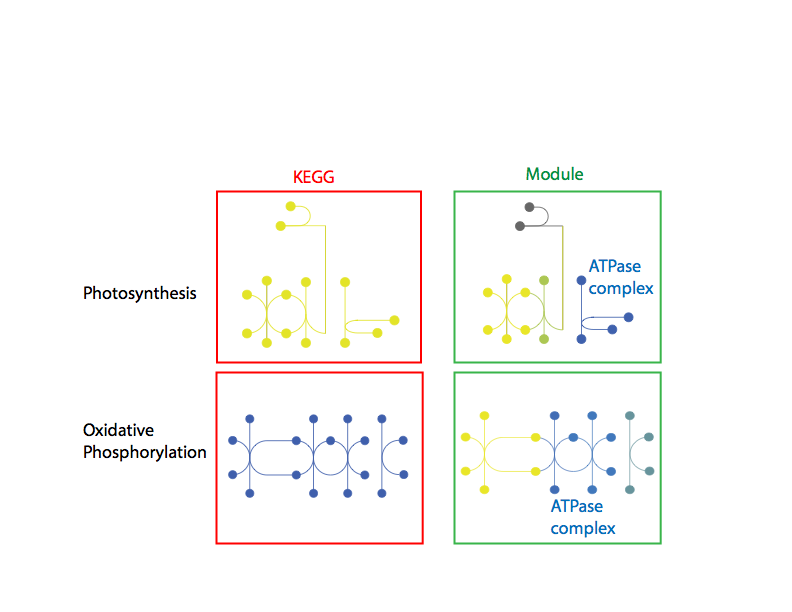 KEGG
Module
Photosynthesis
ATPase
complex
Oxidative
Phosphorylation
ATPase
complex